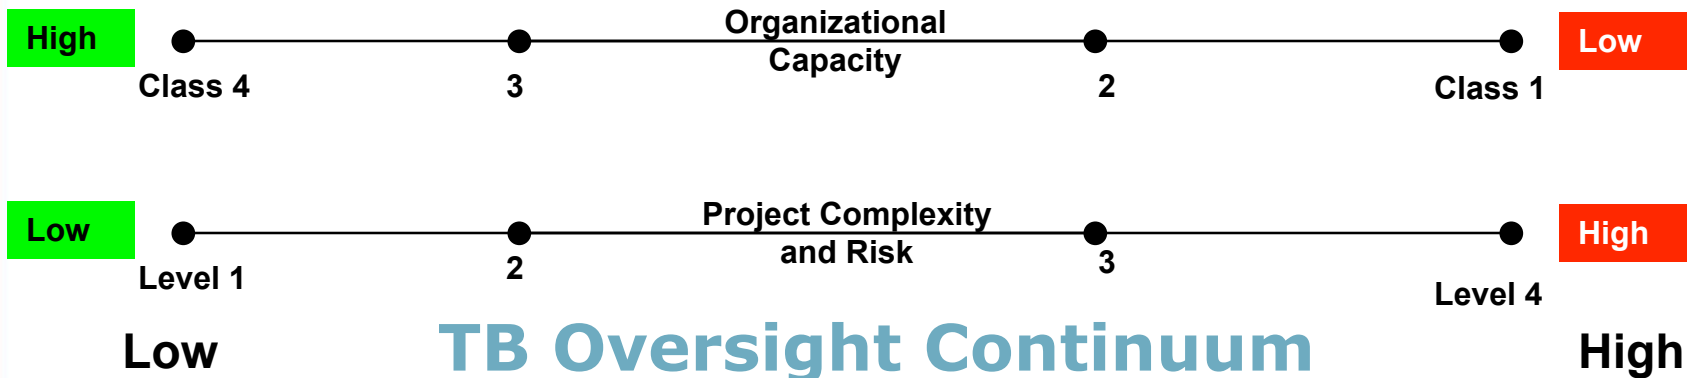 High
Organizational
Capacity
Low
Class 4
3
2
Class 1
Low
Project Complexity
and Risk
High
Level 1
2
3
Level 4
Low
TB Oversight Continuum
High